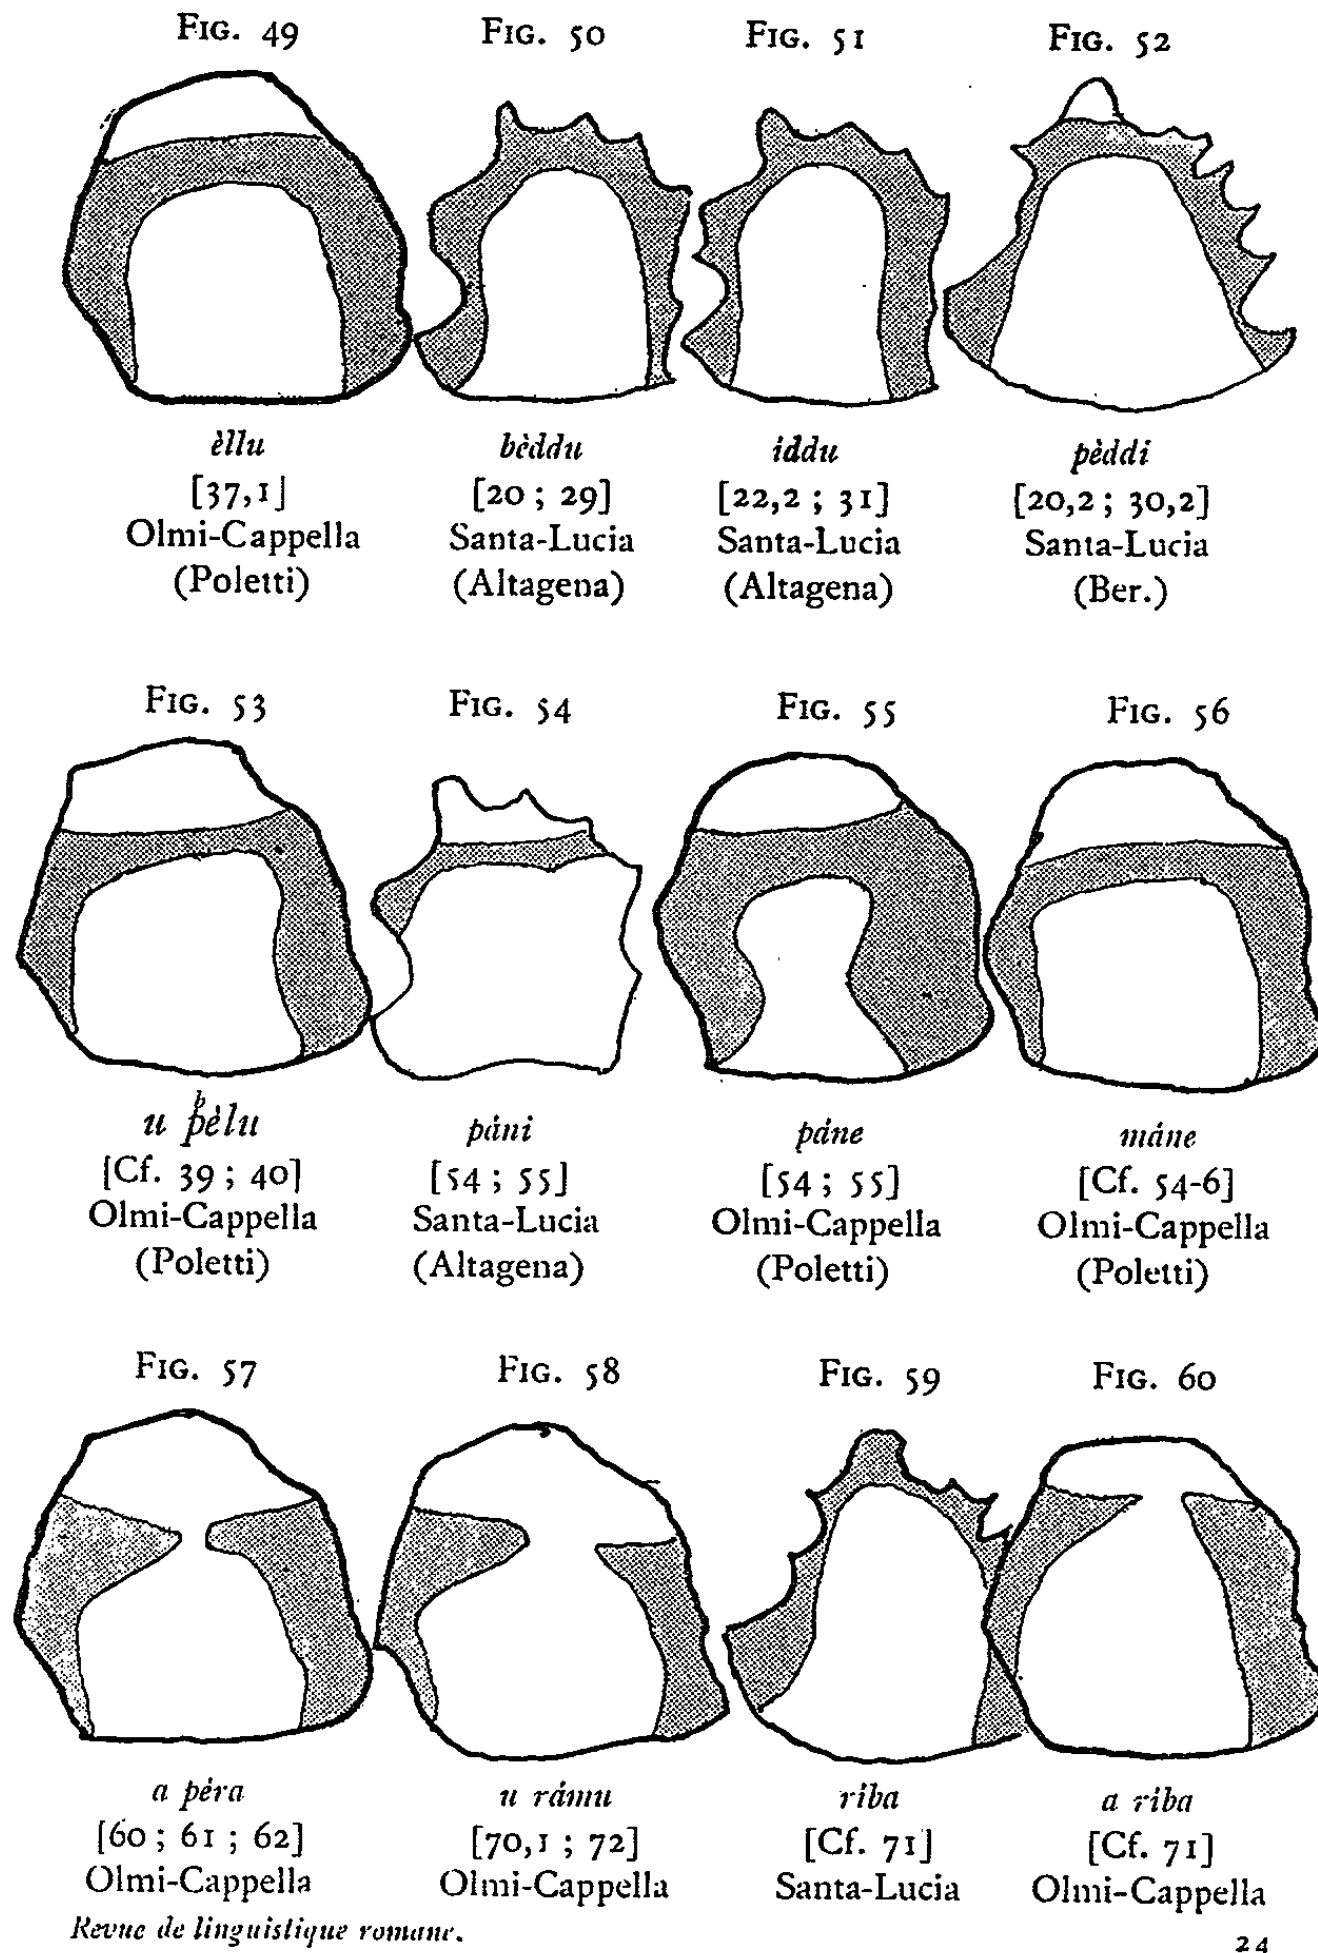 FIG. 49 FIG. 50 FIG. 51 FIG. 52
èllu bèddu iddu pèddi
[37,1] [20 ; 29] [22,2 ; 31] [20,2 ; 30,2]
Olmi-Cappella Santa-Lucia Santa-Lucia Santa-Lucia
(Poletti) (Altagena) (Altagena) (Ber.)
FIG. 53 FIG. 54 FIG. 55 FIG. 56
b
u pèlu páni páne máne
[Cf. 39 ; 40] [54 ; 55] [54 ; 55] [Cf. 54-6]
Olmi-Cappella Santa-Lucia Olmi-Cappella Olmi-Cappella
(Poletti) (Altagena) (Poletti) (Poletti)
FIG. 57 FIG. 58 FIG. 59 FIG. 60
a péra u rámu riba a riba
[60 ; 61 ; 62] [70,1 ; 72] [Cf. 71] [Cf. 71]
Olmi-Cappella Olmi-Cappella Santa-Lucia Olmi-Cappella
Revue de linguistique romane. 24